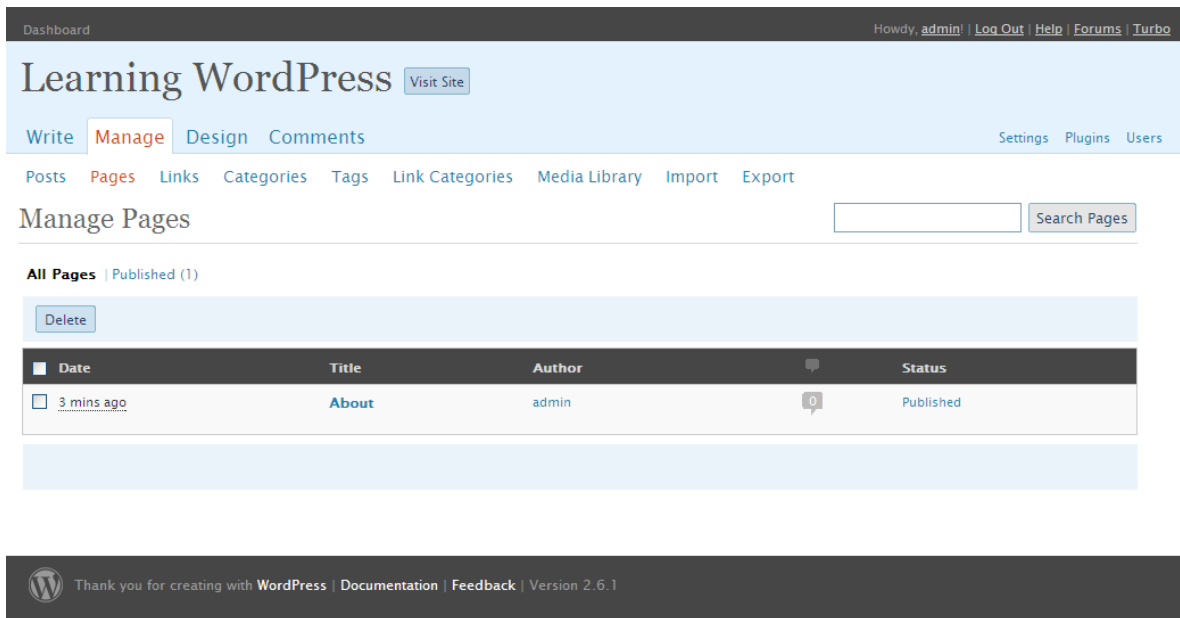 Dashboard Howdy, admin! | Log Out | Help | Forums | Turbo
Learning WordPress Visit Site
Write Manage Design Comments Settings Plugins Users
Posts Pages Links Categories Tags Link Categories Media Library Import Export
Manage Pages Search Pages
All Pages | Published (1)
Delete
Date Title Author Status
3 mins ago About admin 0 Published
Thank you for creating with WordPress | Documentation | Feedback | Version 2.6.1